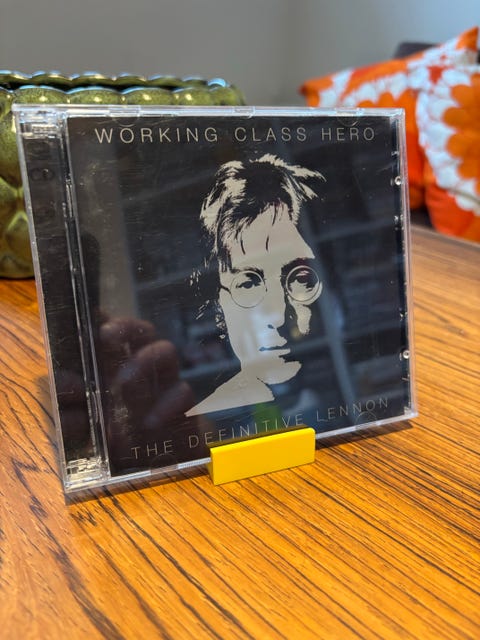 WORKING CLASS HERO
THE DEFINITIVE LENNON